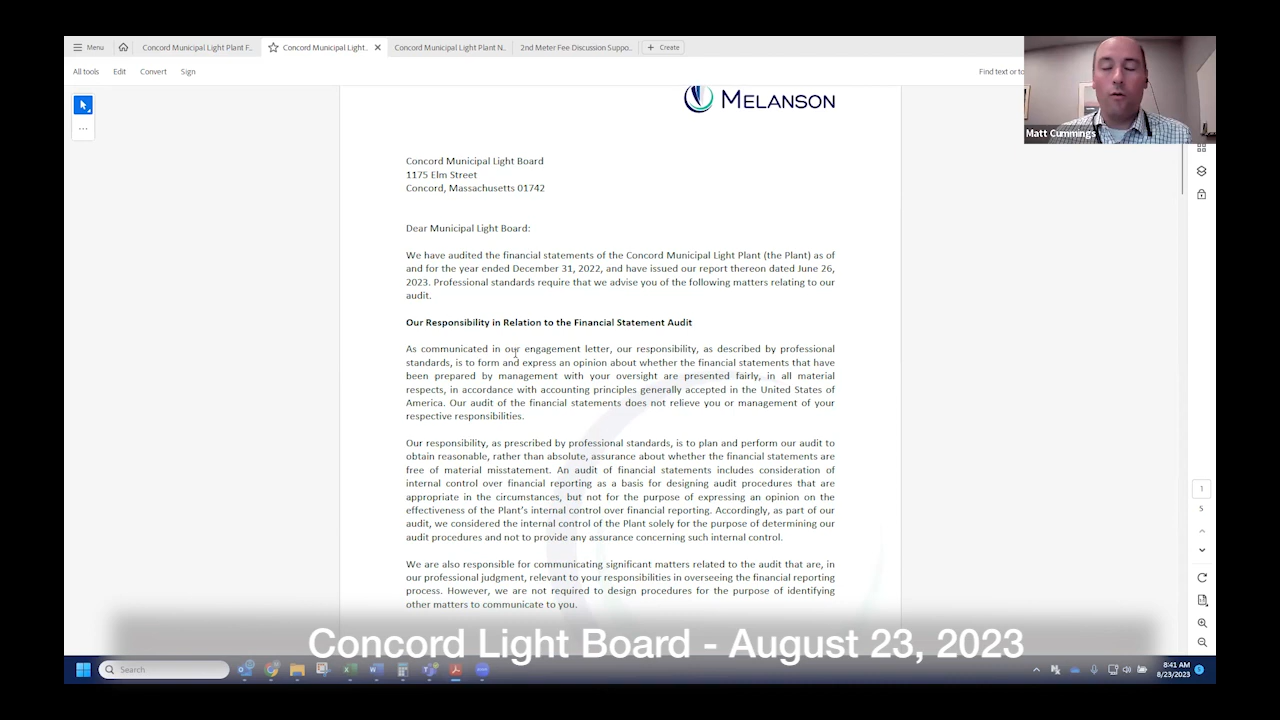 Menu
Concord Municipal Light Plant F..
Concord Municipal Light..
Concord Municipal Light Plant N..
2nd Meter Fee Discussion Suppo..
Create
All tools
Edit
Convert
Sign
Find text or to
Matt Cummings
MELANSON
Concord Municipal Light Board
1175 Elm Street
Concord, Massachusetts 01742
Dear Municipal Light Board:
We have audited the financial statements of the Concord Municipal Light Plant (the Plant) as of
and for the year ended December 31, 2022, and have issued our report thereon dated June 26,
2023. Professional standards require that we advise you of the following matters relating to our
audit.
Our Responsibility in Relation to the Financial Statement Audit
As communicated in our engagement letter, our responsibility, as described by professional
standards, is to form and express an opinion about whether the financial statements that have
been prepared by management with your oversight are presented fairly, in all material
respects, in accordance with accounting principles generally accepted in the United States of
America. Our audit of the financial statements does not relieve you or management of your
respective responsibilities.
Our responsibility, as prescribed by professional standards, is to plan and perform our audit to
obtain reasonable, rather than absolute, assurance about whether the financial statements are
free of material misstatement. An audit of financial statements includes consideration of
internal control over financial reporting as a basis for designing audit procedures that are
appropriate in the circumstances, but not for the purpose of expressing an opinion on the
effectiveness of the Plant's internal control over financial reporting. Accordingly, as part of our
audit, we considered the internal control of the Plant solely for the purpose of determining our
audit procedures and not to provide any assurance concerning such internal control.
We are also responsible for communicating significant matters related to the audit that are, in
our professional judgment, relevant to your responsibilities in overseeing the financial reporting
process. However, we are not required to design procedures for the purpose of identifying
other matters to communicate to you.
1
5
Concord Light Board - August 23, 2023
Search
8:41 AM
8/23/2023